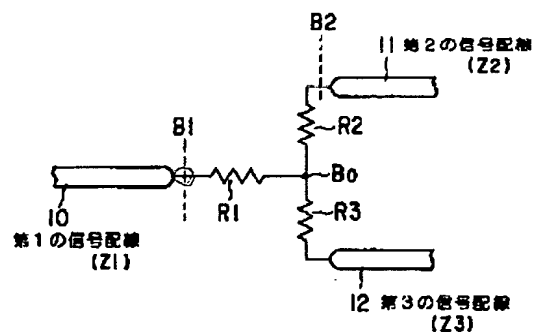 B2
11 第2の信号配線
(Z2)
B1
R2
B0
R1
R3
10
第1の信号配線
(Z1)
12 第3の信号配線
(Z3)